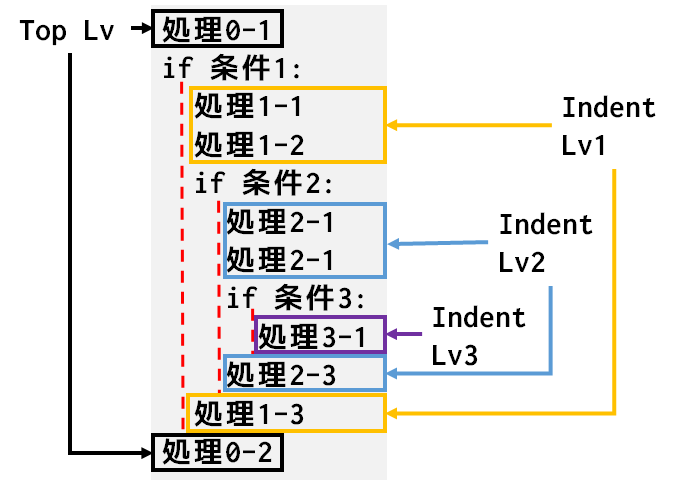 Top Lv
処理0-1
if 条件1:
処理1-1
処理1-2
Indent
Lv1
if 条件2:
処理2-1
処理2-1
Indent
Lv2
if 条件3:
処理3-1
Indent
Lv3
処理2-3
処理1-3
処理0-2